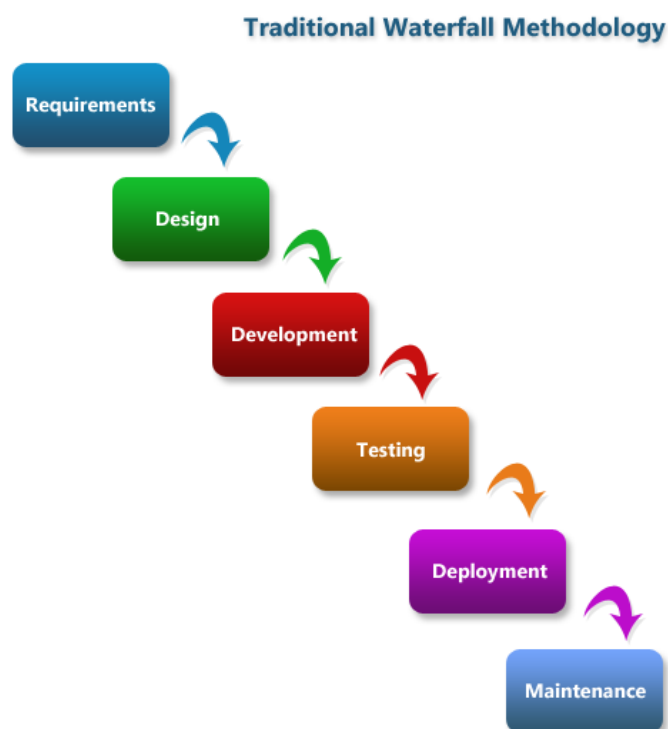 Traditional Waterfall Methodology
Requirements
Design
Development
Testing
Deployment
Maintenance